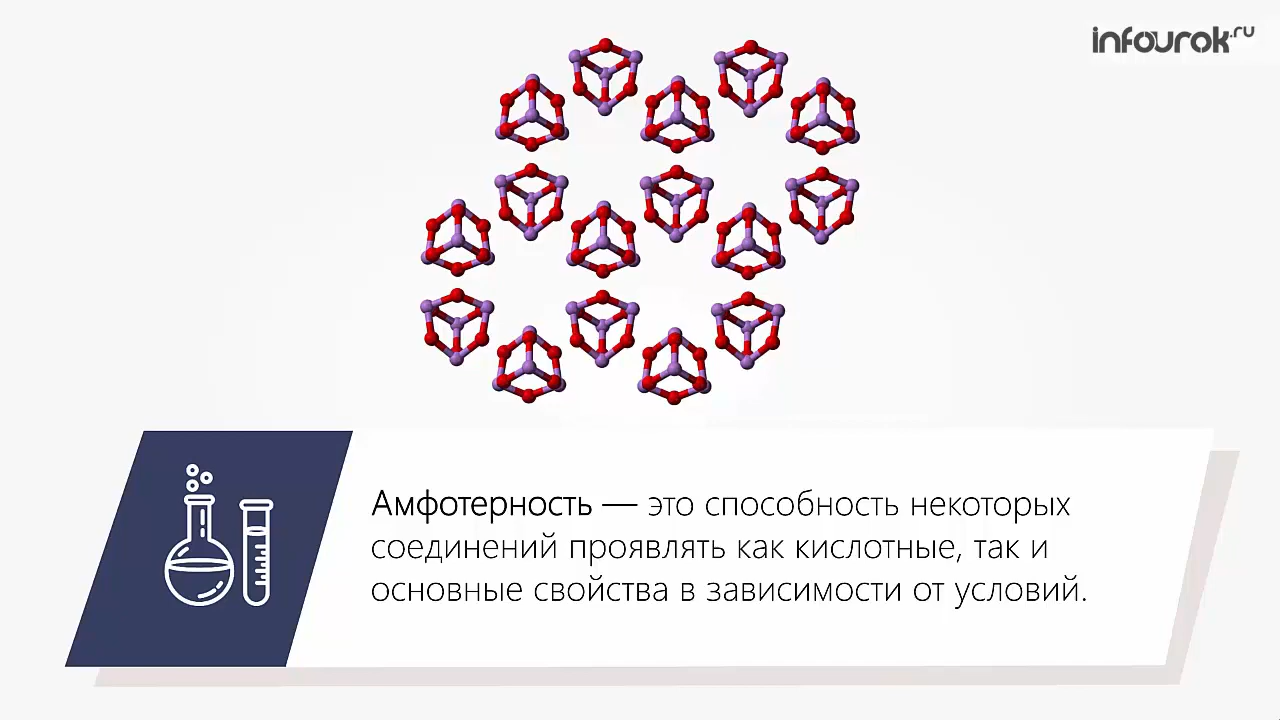 infourok.ru
Амфотерность — это способность некоторых
соединений проявлять как кислотные, так и
основные свойства в зависимости от условий.